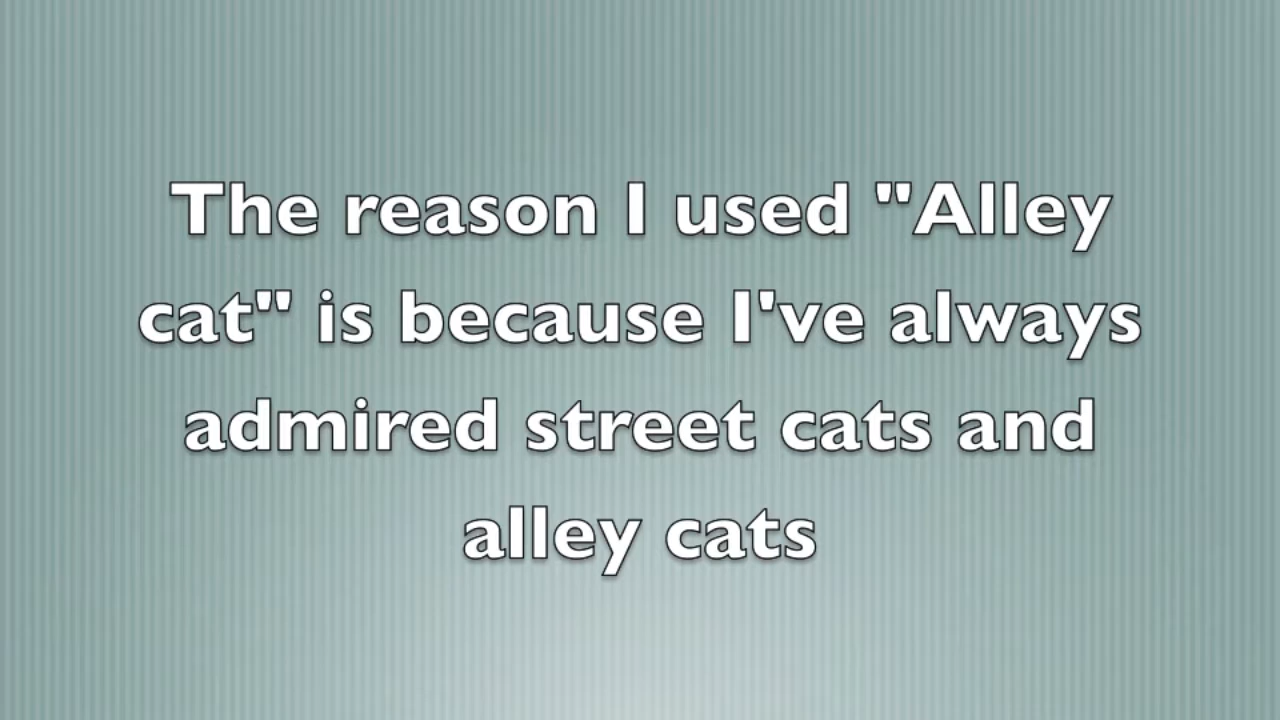 The reason I used "Alley
cat" is because I've always
admired street cats and
alley cats